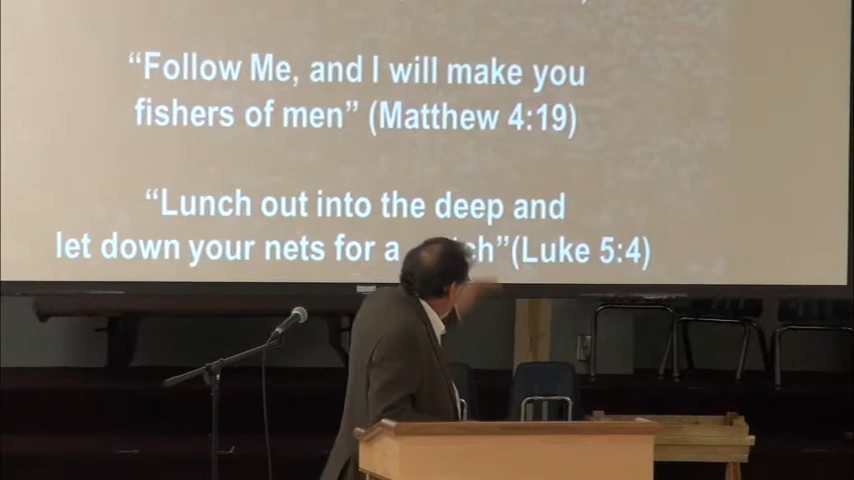 “Follow Me, and I will make you
fishers of men” (Matthew 4:19)
“Lunch out into the deep and
let down your nets for a ch”(Luke 5:4)